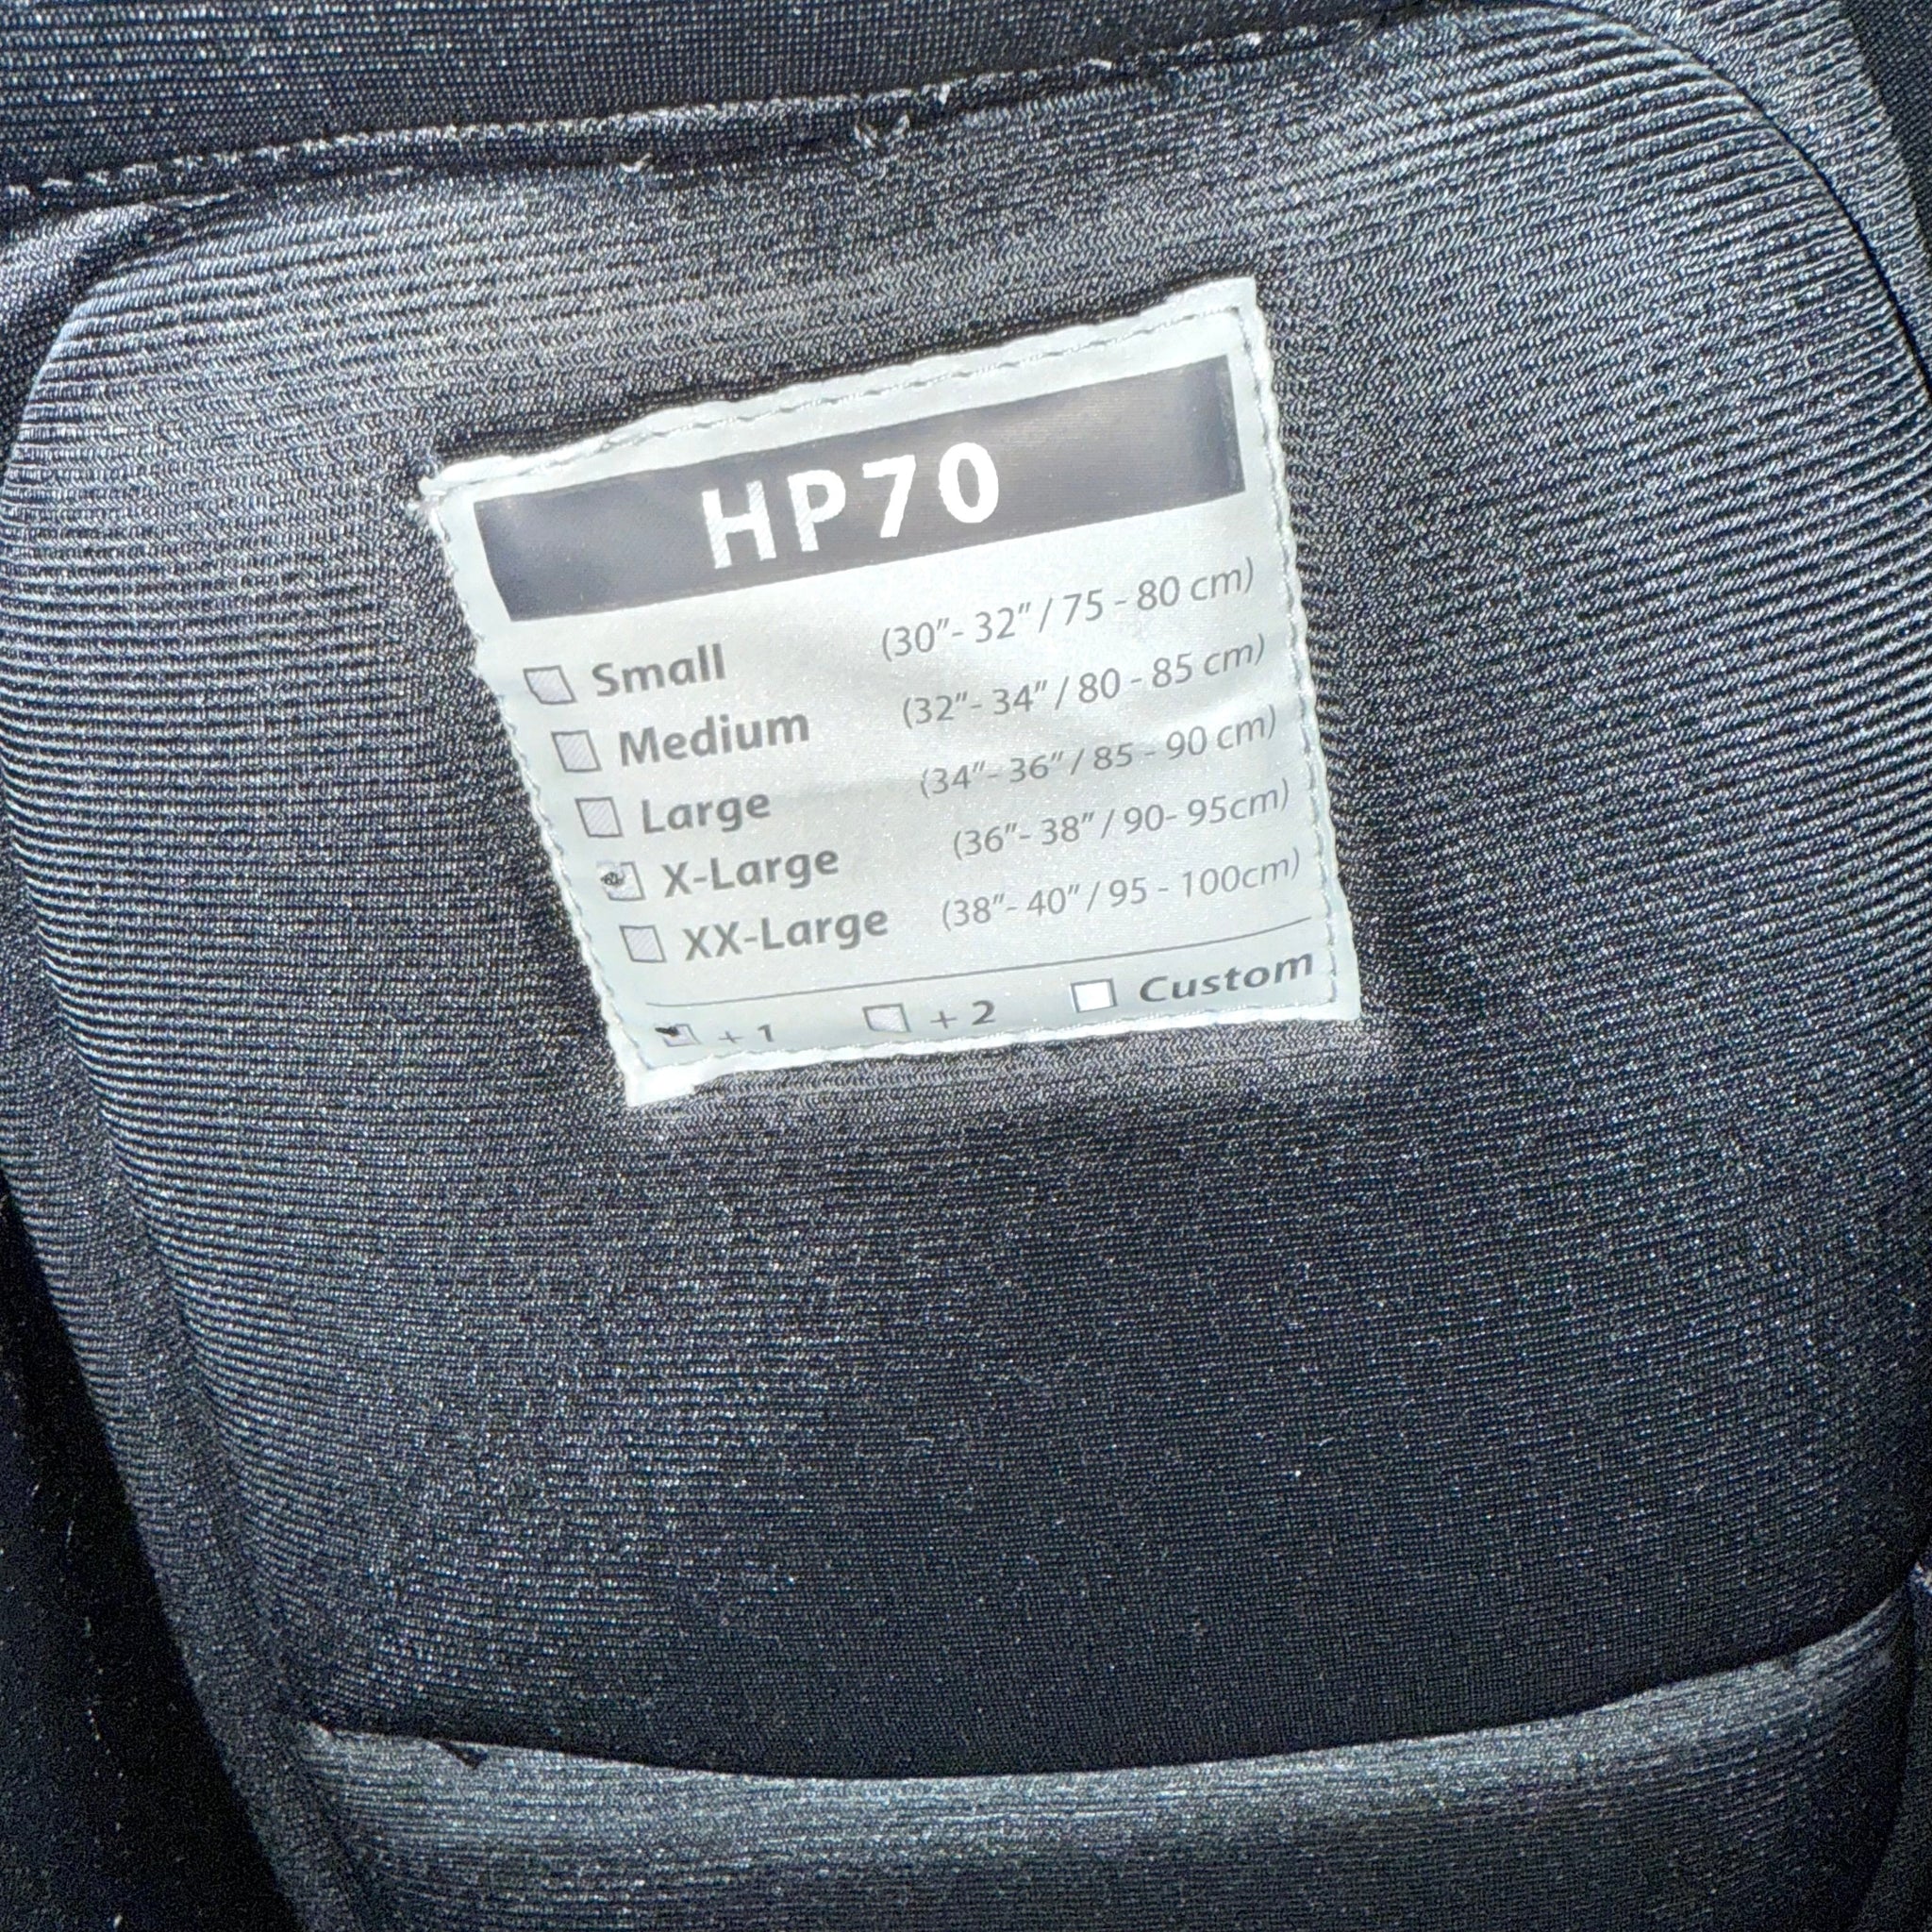 HP70
Small (30"- 32" / 75 - 80 cm)
Medium (32"- 34" / 80 - 85 cm)
Large (34"- 36" / 85 - 90 cm)
X-Large (36"- 38" / 90- 95cm)
XX-Large (38"- 40" / 95 - 100cm)
+ 1 + 2 Custom